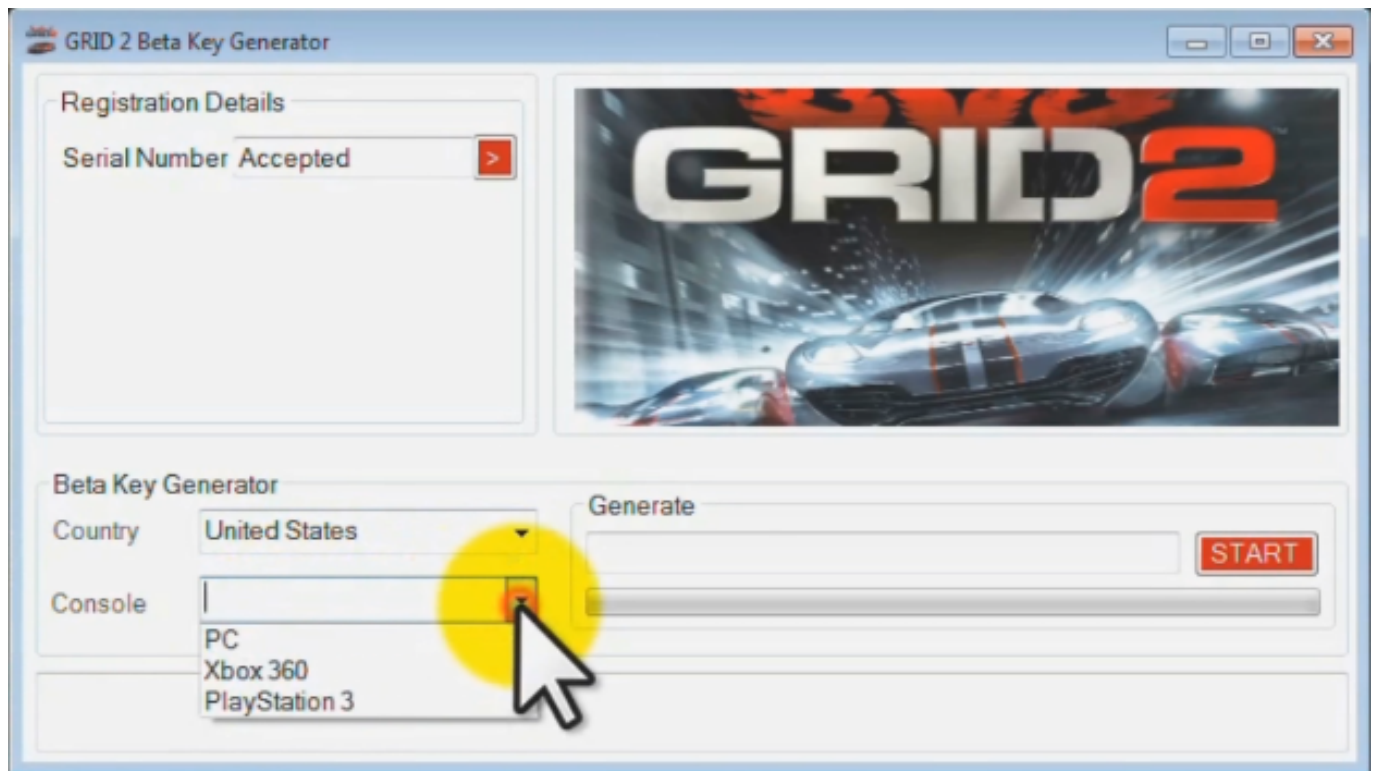 GRID 2 Beta Key Generator
Registration Details
Serial Number Accepted >
GRID2
Beta Key Generator
Country United States
Console
PC
Xbox 360
PlayStation 3
Generate
START